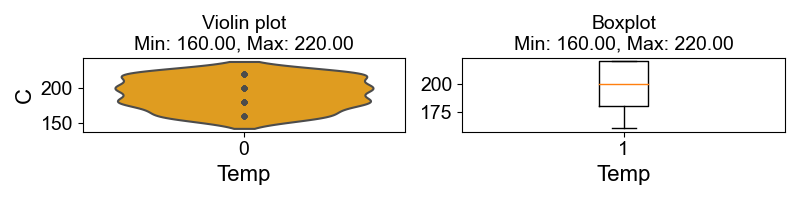 Violin plot
Min: 160.00, Max: 220.00
C
200
150
0
Temp
Boxplot
Min: 160.00, Max: 220.00
200
175
1
Temp